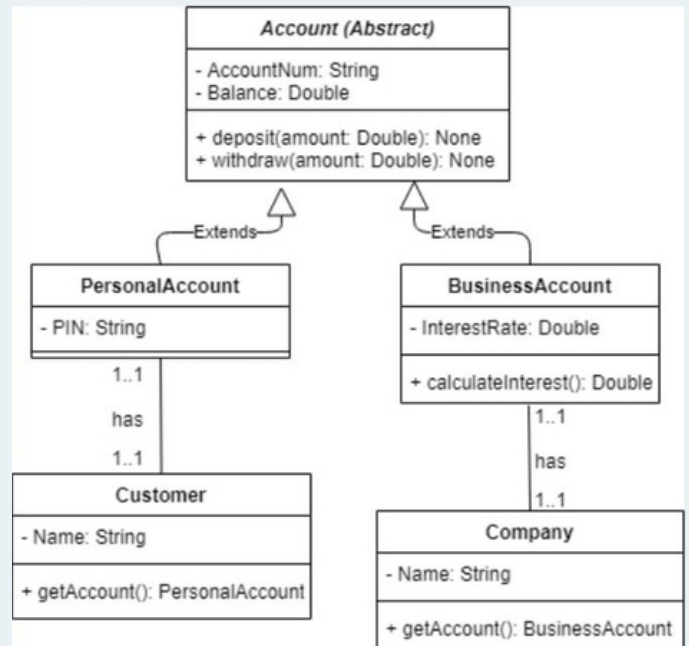 Account (Abstract)
- AccountNum: String
- Balance: Double
+ deposit(amount: Double): None
+ withdraw(amount: Double): None
Extends
Extends
PersonalAccount
- PIN: String
BusinessAccount
- InterestRate: Double
+ calculateInterest(): Double
1..1
has
1..1
1..1
has
1..1
Customer
- Name: String
+ getAccount(): PersonalAccount
Company
- Name: String
+ getAccount(): BusinessAccount